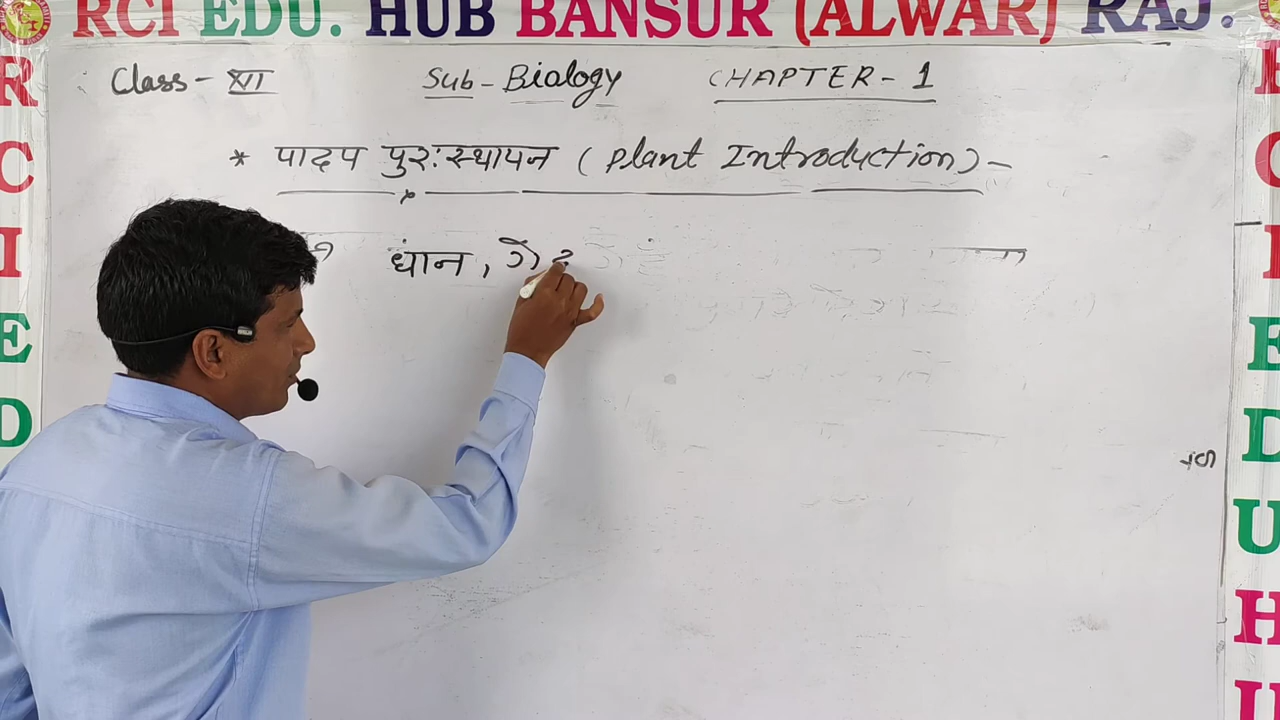 RCI EDU. HUB BANSUR (ALWAR) RAJ.
Class - XII Sub - Biology CHAPTER - 1
* पादप पुरःस्थापन ( Plant Introduction ) -
धान , गेह
R
C
I
E
D
E
D
U
H
U